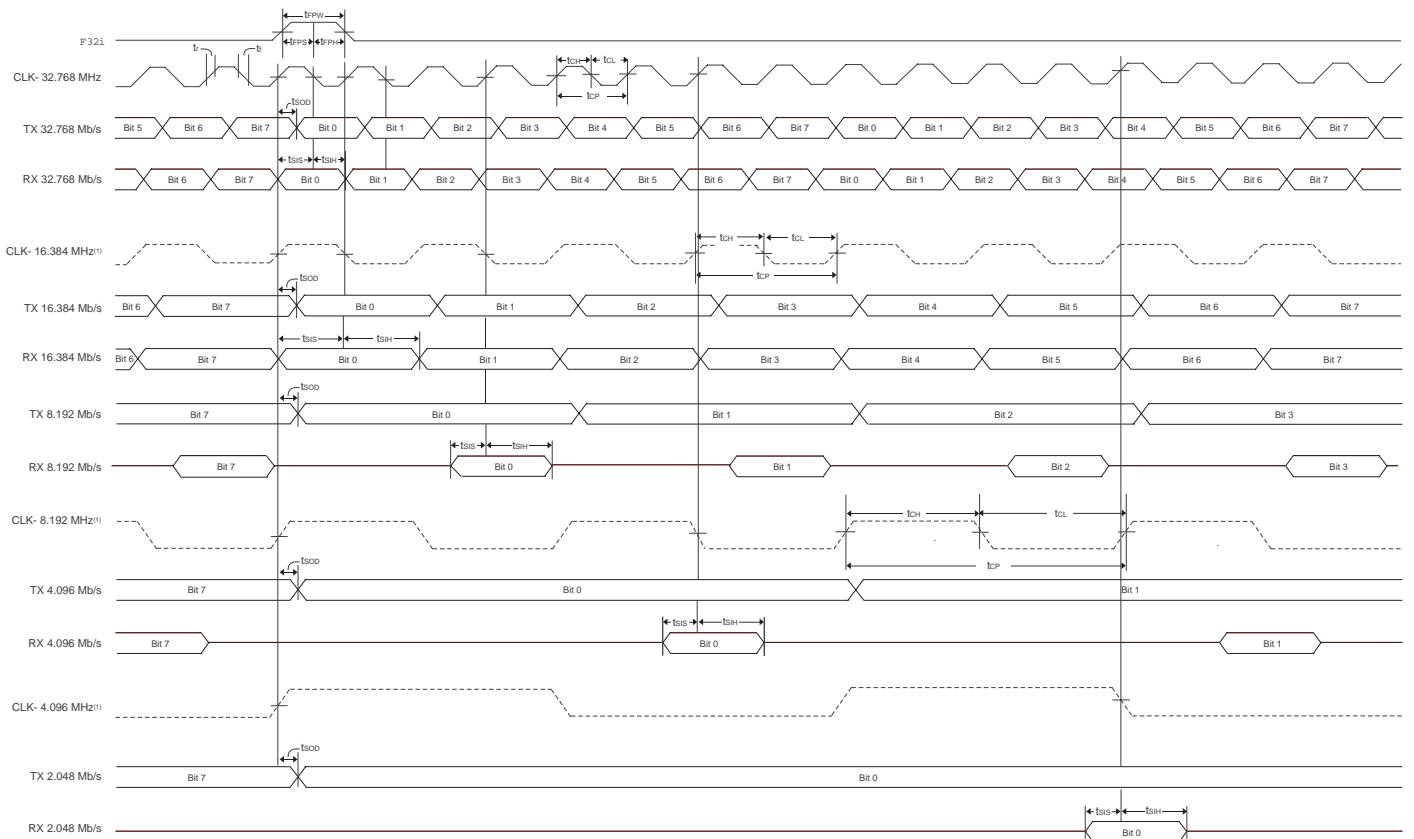 tFPW
F32i
tFPS tFPH
tr tf
CLK- 32.768 MHz
tCH tCL
tCP
tSOD
TX 32.768 Mb/s Bit 5 Bit 6 Bit 7 Bit 0 Bit 1 Bit 2 Bit 3 Bit 4 Bit 5 Bit 6 Bit 7 Bit 0 Bit 1 Bit 2 Bit 3 Bit 4 Bit 5 Bit 6 Bit 7
tSIS tSIH
RX 32.768 Mb/s Bit 6 Bit 7 Bit 0 Bit 1 Bit 2 Bit 3 Bit 4 Bit 5 Bit 6 Bit 7 Bit 0 Bit 1 Bit 2 Bit 3 Bit 4 Bit 5 Bit 6 Bit 7
tCH tCL
CLK- 16.384 MHz(1)
tCP
tSOD
TX 16.384 Mb/s Bit 6 Bit 7 Bit 0 Bit 1 Bit 2 Bit 3 Bit 4 Bit 5 Bit 6 Bit 7
tSIS tSIH
RX 16.384 Mb/s Bit 6 Bit 7 Bit 0 Bit 1 Bit 2 Bit 3 Bit 4 Bit 5 Bit 6 Bit 7
tSOD
TX 8.192 Mb/s Bit 7 Bit 0 Bit 1 Bit 2 Bit 3
tSIS tSIH
RX 8.192 Mb/s Bit 7 Bit 0 Bit 1 Bit 2 Bit 3
tCH tCL
CLK- 8.192 MHz(1)
tCP
tSOD
TX 4.096 Mb/s Bit 7 Bit 0 Bit 1
tSIS tSIH
RX 4.096 Mb/s Bit 7 Bit 0 Bit 1
CLK- 4.096 MHz(1)
tSOD
TX 2.048 Mb/s Bit 7 Bit 0
tSIS tSIH
RX 2.048 Mb/s Bit 0